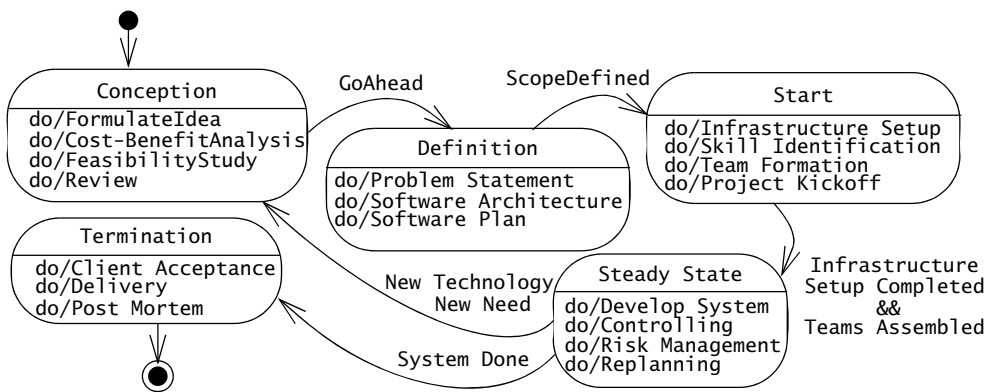 Conception
do/FormulateIdea
do/Cost-BenefitAnalysis
do/FeasibilityStudy
do/Review
GoAhead
Definition
do/Problem Statement
do/Software Architecture
do/Software Plan
ScopeDefined
Start
do/Infrastructure Setup
do/Skill Identification
do/Team Formation
do/Project Kickoff
Infrastructure
Setup Completed
&&
Teams Assembled
Steady State
do/Develop System
do/Controlling
do/Risk Management
do/Replanning
New Technology
New Need
System Done
Termination
do/Client Acceptance
do/Delivery
do/Post Mortem